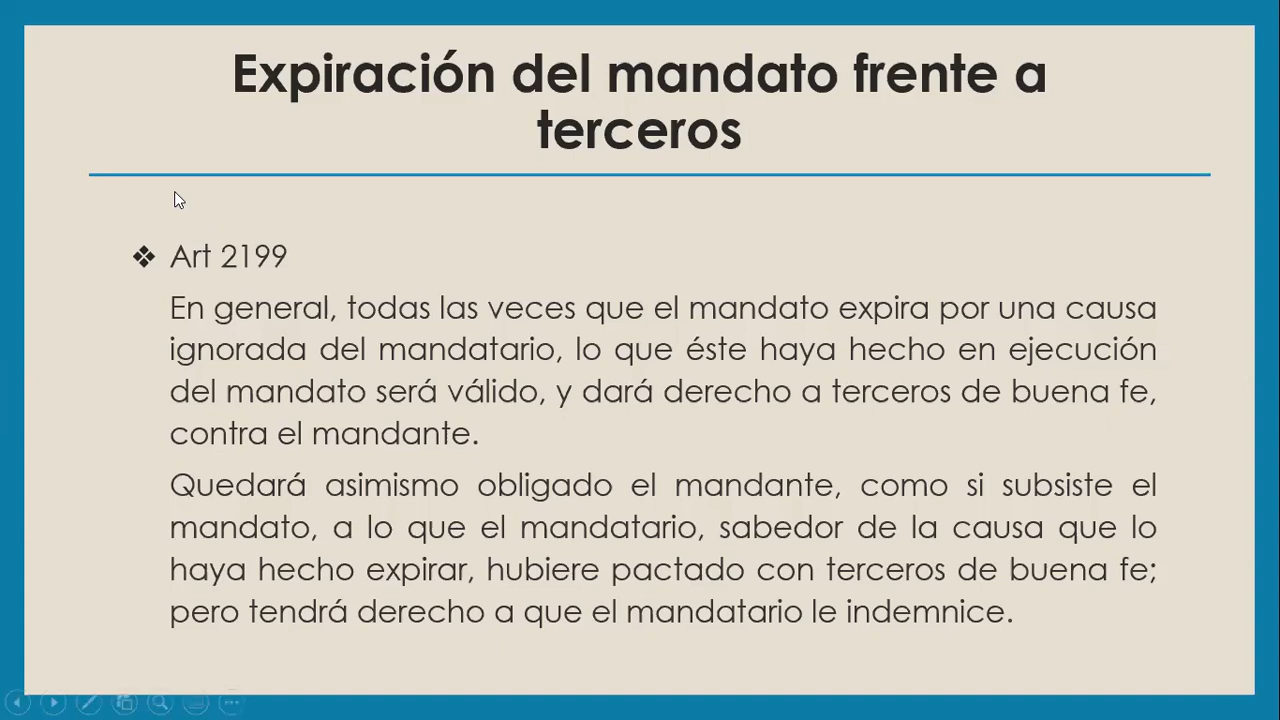 Expiración del mandato frente a
terceros
❖ Art 2199
En general, todas las veces que el mandato expira por una causa
ignorada del mandatario, lo que éste haya hecho en ejecución
del mandato será válido, y dará derecho a terceros de buena fe,
contra el mandante.
Quedará asimismo obligado el mandante, como si subsiste el
mandato, a lo que el mandatario, sabedor de la causa que lo
haya hecho expirar, hubiere pactado con terceros de buena fe;
pero tendrá derecho a que el mandatario le indemnice.